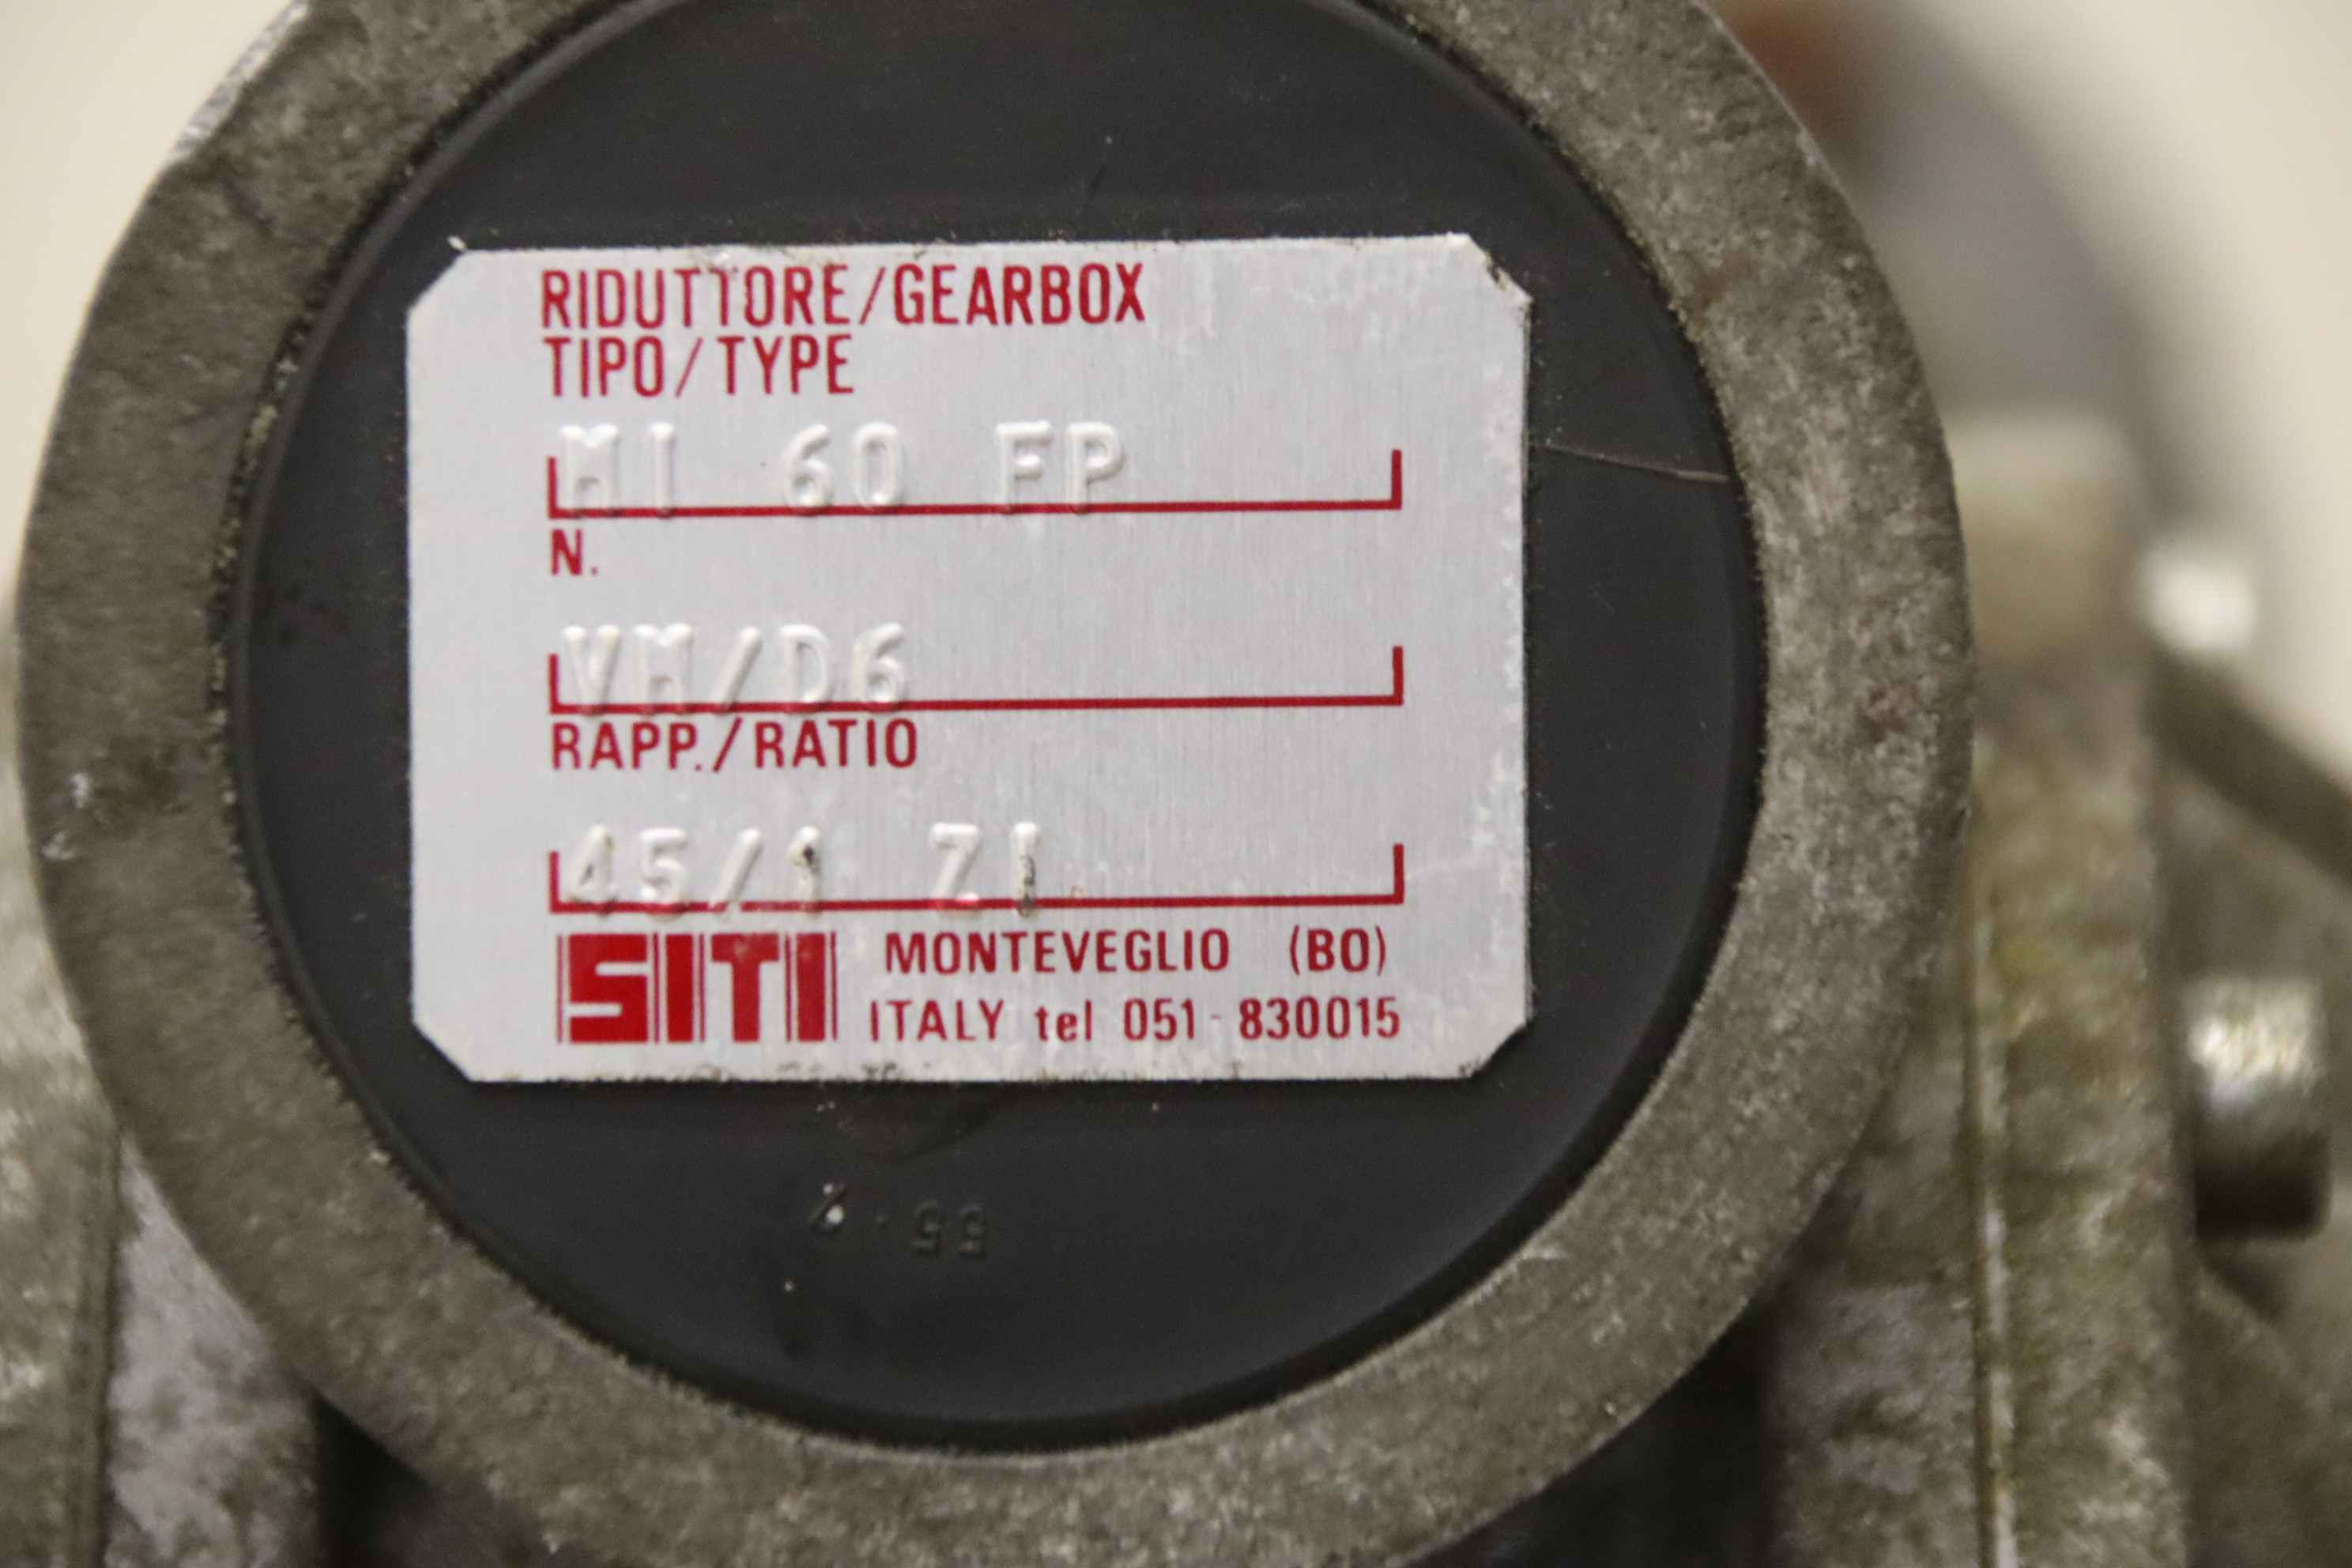 RIDUTTORE/GEARBOX
TIPO/TYPE
MI 60 FP
N.
VM/D6
RAPP./RATIO
45/1 ZI
SITI MONTEVEGLIO (BO)
ITALY tel 051-830015